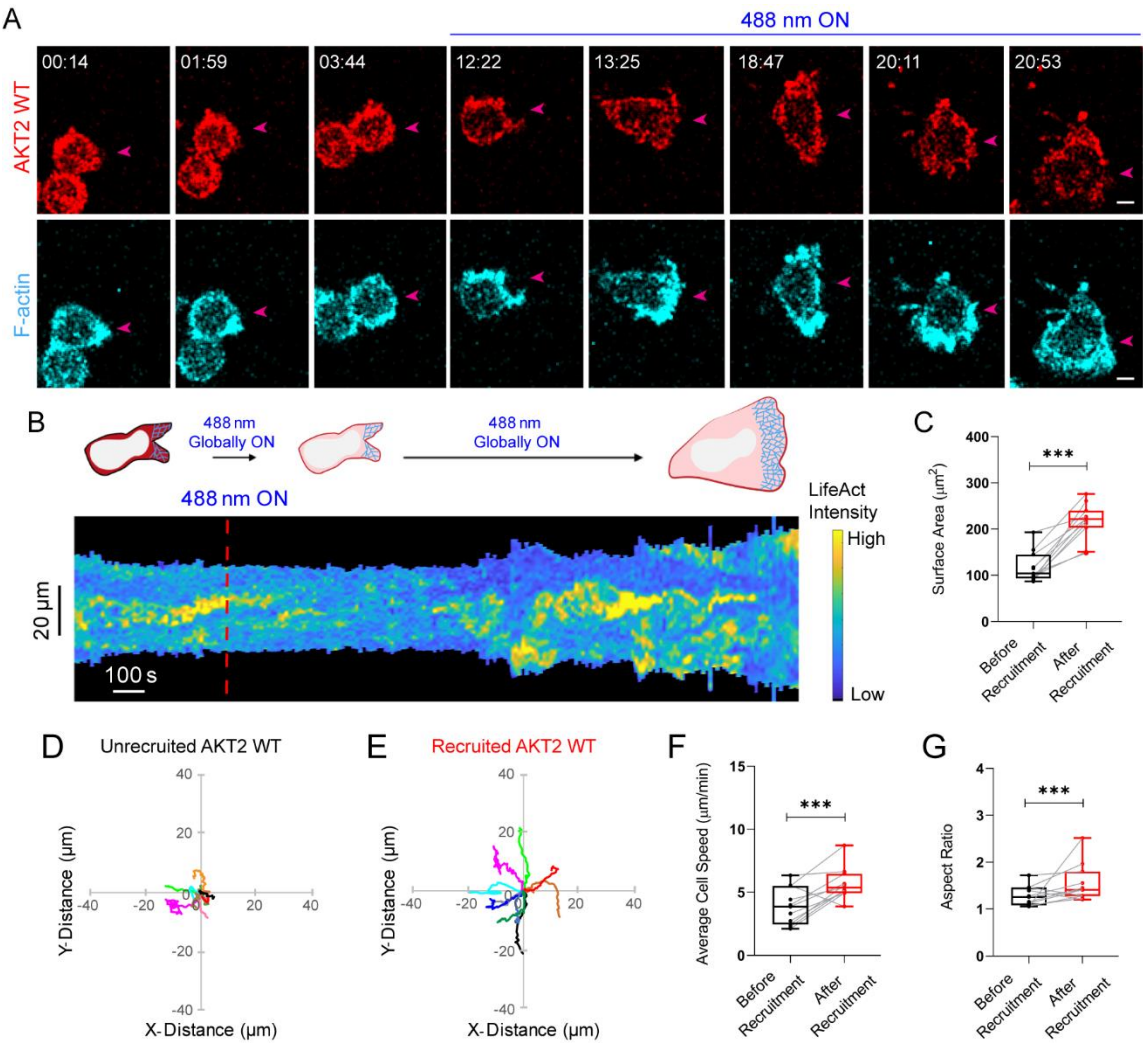 A
488 nm ON
AKT2 WT
00:14
01:59
03:44
12:22
13:25
18:47
20:11
20:53
F-actin
B
488 nm
Globally ON
488 nm
Globally ON
488 nm ON
20 µm
100 s
LifeAct
Intensity
High
Low
C
Surface Area (µm²)
400
300
200
100
0
***
Before
Recruitment
After
Recruitment
D
Unrecruited AKT2 WT
Y-Distance (µm)
40
20
0
-20
-40
-40
-20
0
20
40
X-Distance (µm)
E
Recruited AKT2 WT
Y-Distance (µm)
40
20
0
-20
-40
-40
-20
0
20
40
X-Distance (µm)
F
Average Cell Speed (µm/min)
15
10
5
0
***
Before
Recruitment
After
Recruitment
G
Aspect Ratio
4
3
2
1
0
***
Before
Recruitment
After
Recruitment